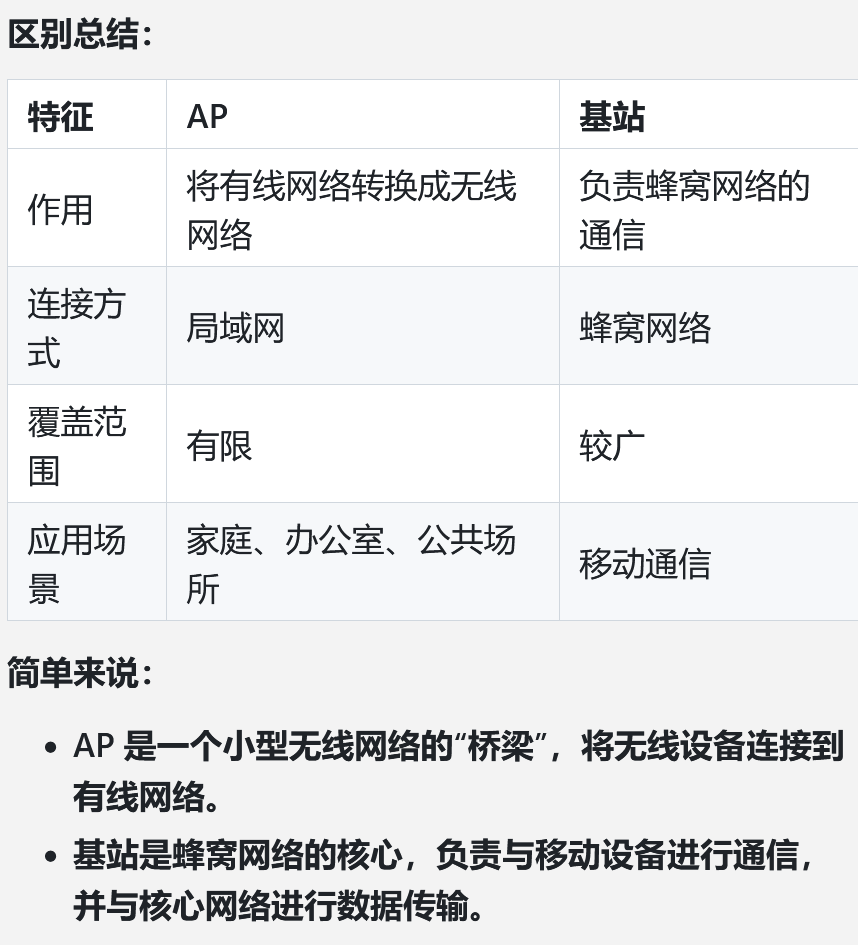 区别总结：
特征 AP 基站
作用 将有线网络转换成无线网络 负责蜂窝网络的通信
连接方式 局域网 蜂窝网络
覆盖范围 有限 较广
应用场景 家庭、办公室、公共场所 移动通信
简单来说：
• AP 是一个小型无线网络的“桥梁”，将无线设备连接到
有线网络。
• 基站是蜂窝网络的核心，负责与移动设备进行通信，
并与核心网络进行数据传输。